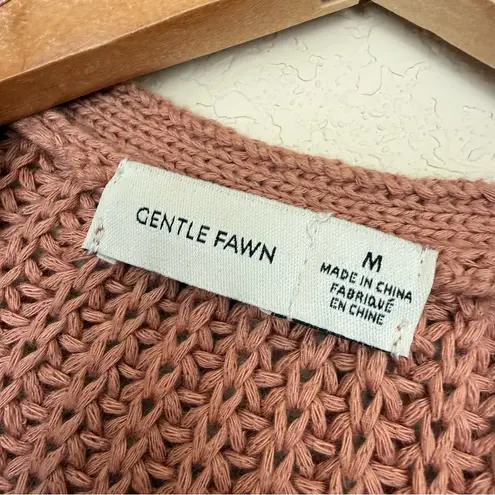 GENTLE FAWN
M
MADE IN CHINA
FABRIQUÉ
EN CHINE